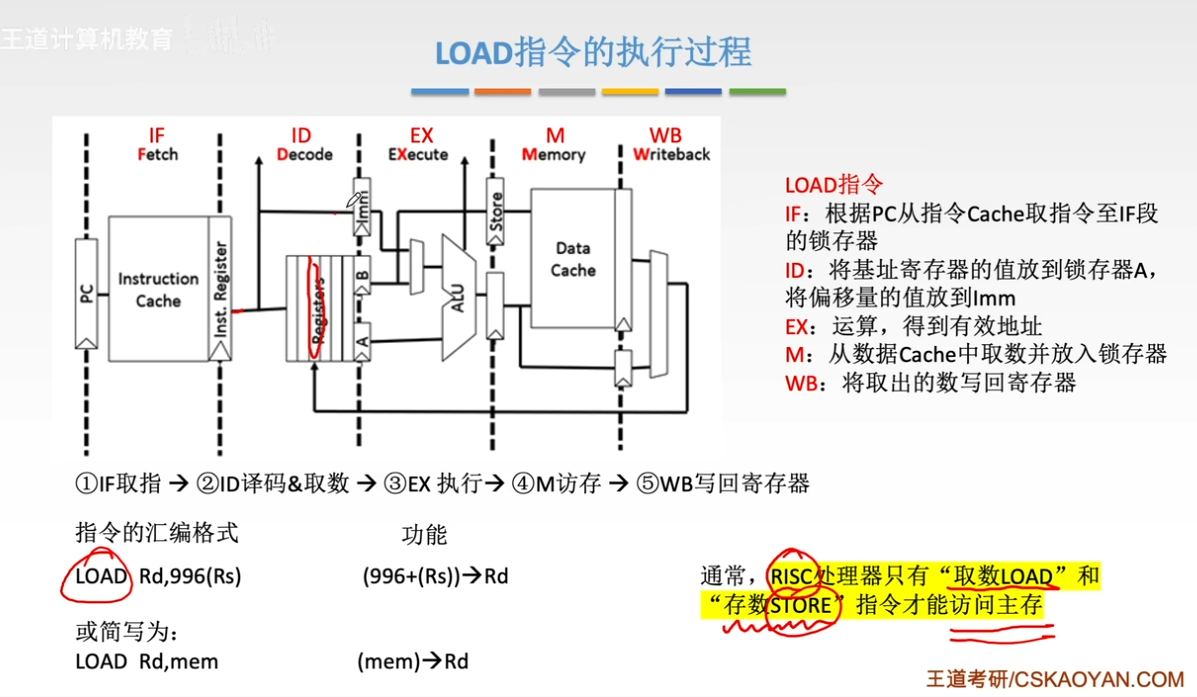 王道计算机教育
LOAD指令的执行过程
IF
Fetch
ID
Decode
EX
EXecute
M
Memory
WB
Writeback
PC
Instruction
Cache
Inst. Register
Registers
Imm
B
A
ALU
Store
Data
Cache
LOAD指令
IF：根据PC从指令Cache取指令至IF段
的锁存器
ID：将基址寄存器的值放到锁存器A，
将偏移量的值放到Imm
EX：运算，得到有效地址
M：从数据Cache中取数并放入锁存器
WB：将取出的数写回寄存器
①IF取指 → ②ID译码&取数 → ③EX 执行→ ④M访存 → ⑤WB写回寄存器
指令的汇编格式 功能
LOAD Rd,996(Rs) (996+(Rs))→Rd
或简写为：
LOAD Rd,mem (mem)→Rd
通常，RISC处理器只有“取数LOAD”和
“存数STORE”指令才能访问主存
王道考研/CSKAOYAN.COM